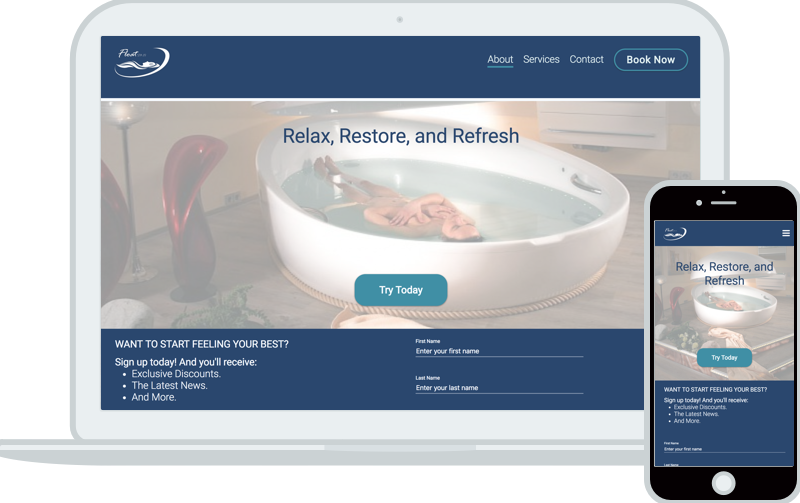 Float
About
Services
Contact
Book Now
Relax, Restore, and Refresh
Try Today
WANT TO START FEELING YOUR BEST?
Sign up today! And you'll receive:
• Exclusive Discounts.
• The Latest News.
• And More.
First Name
Enter your first name
Last Name
Enter your last name
Float
Relax, Restore, and
Refresh
Try Today
WANT TO START FEELING YOUR BEST?
Sign up today! And you'll receive:
• Exclusive Discounts.
• The Latest News.
• And More.
First Name
Enter your first name
Last Name